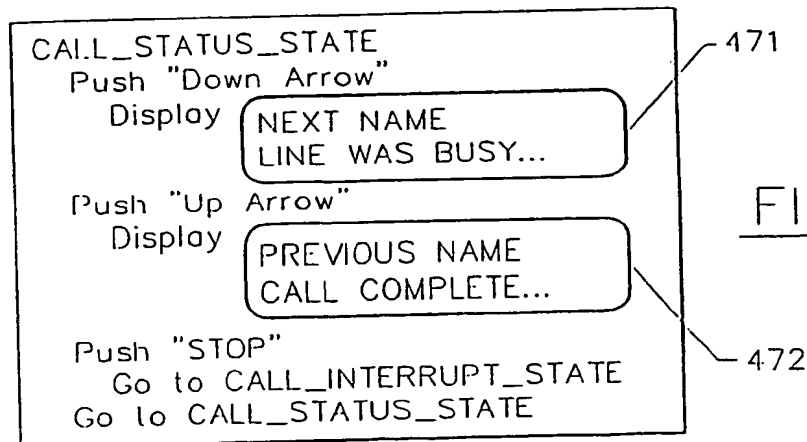 CALL_STATUS_STATE
Push "Down Arrow"
Display
NEXT NAME
LINE WAS BUSY...
471
Push "Up Arrow"
Display
PREVIOUS NAME
CALL COMPLETE...
472
FI
Push "STOP"
Go to CALL_INTERRUPT_STATE
Go to CALL_STATUS_STATE